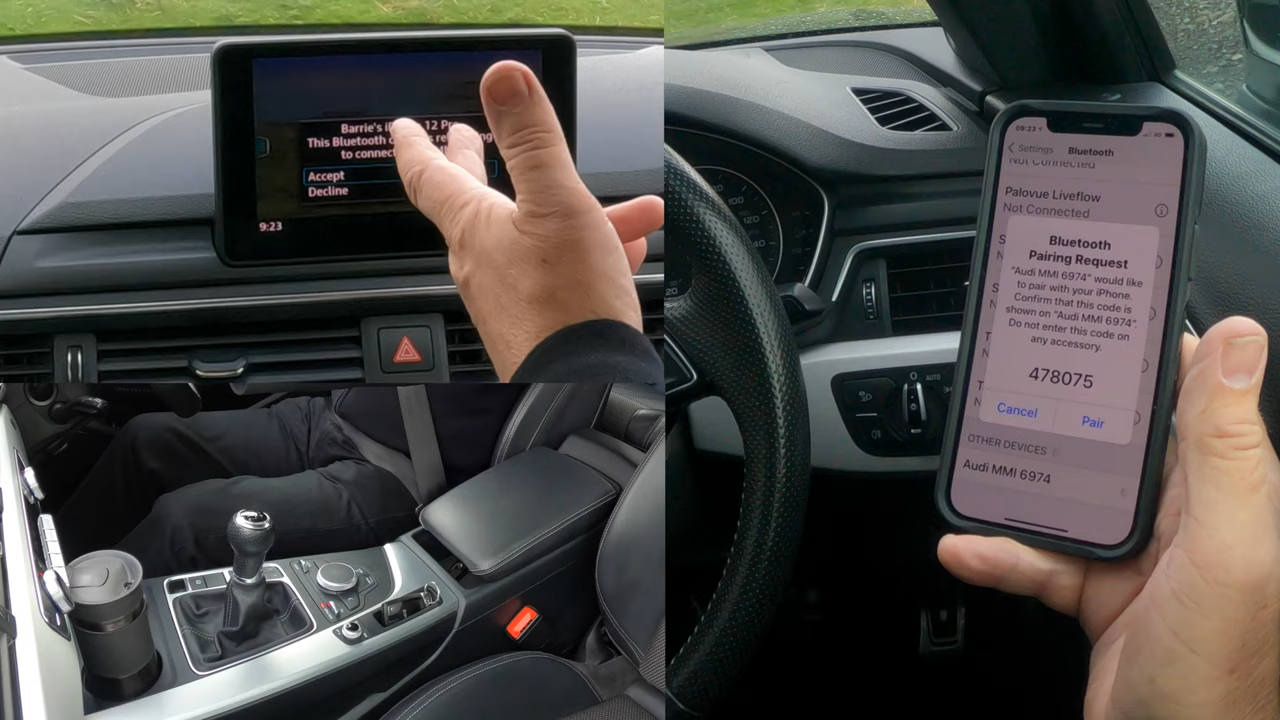 Barrie's 12 Pro
This Bluetooth
to connect
Accept
Decline
9:23
09:23
4G
Settings
Bluetooth
Not Connected
Palovue Liveflow
Not Connected
Bluetooth
Pairing Request
"Audi MMI 6974" would like
to pair with your iPhone.
Confirm that this code is
shown on "Audi MMI 6974".
Do not enter this code on
any accessory.
478075
Cancel
Pair
OTHER DEVICES
Audi MMI 6974
100
120
O
AUTO